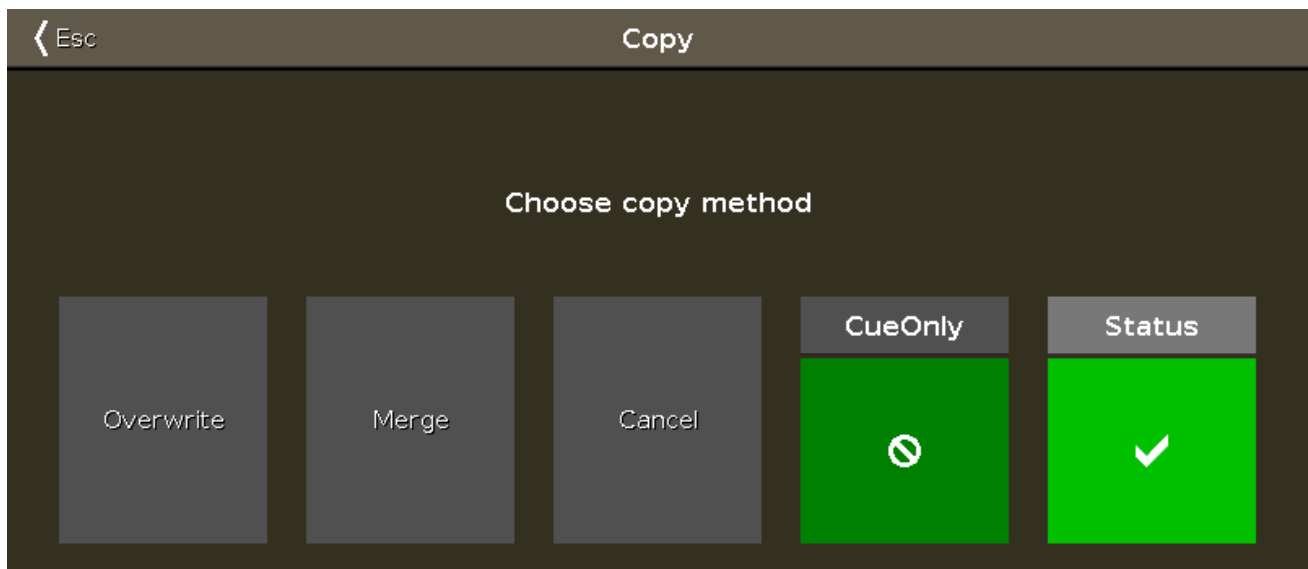 Esc
Copy
Choose copy method
CueOnly
Status
Overwrite
Merge
Cancel